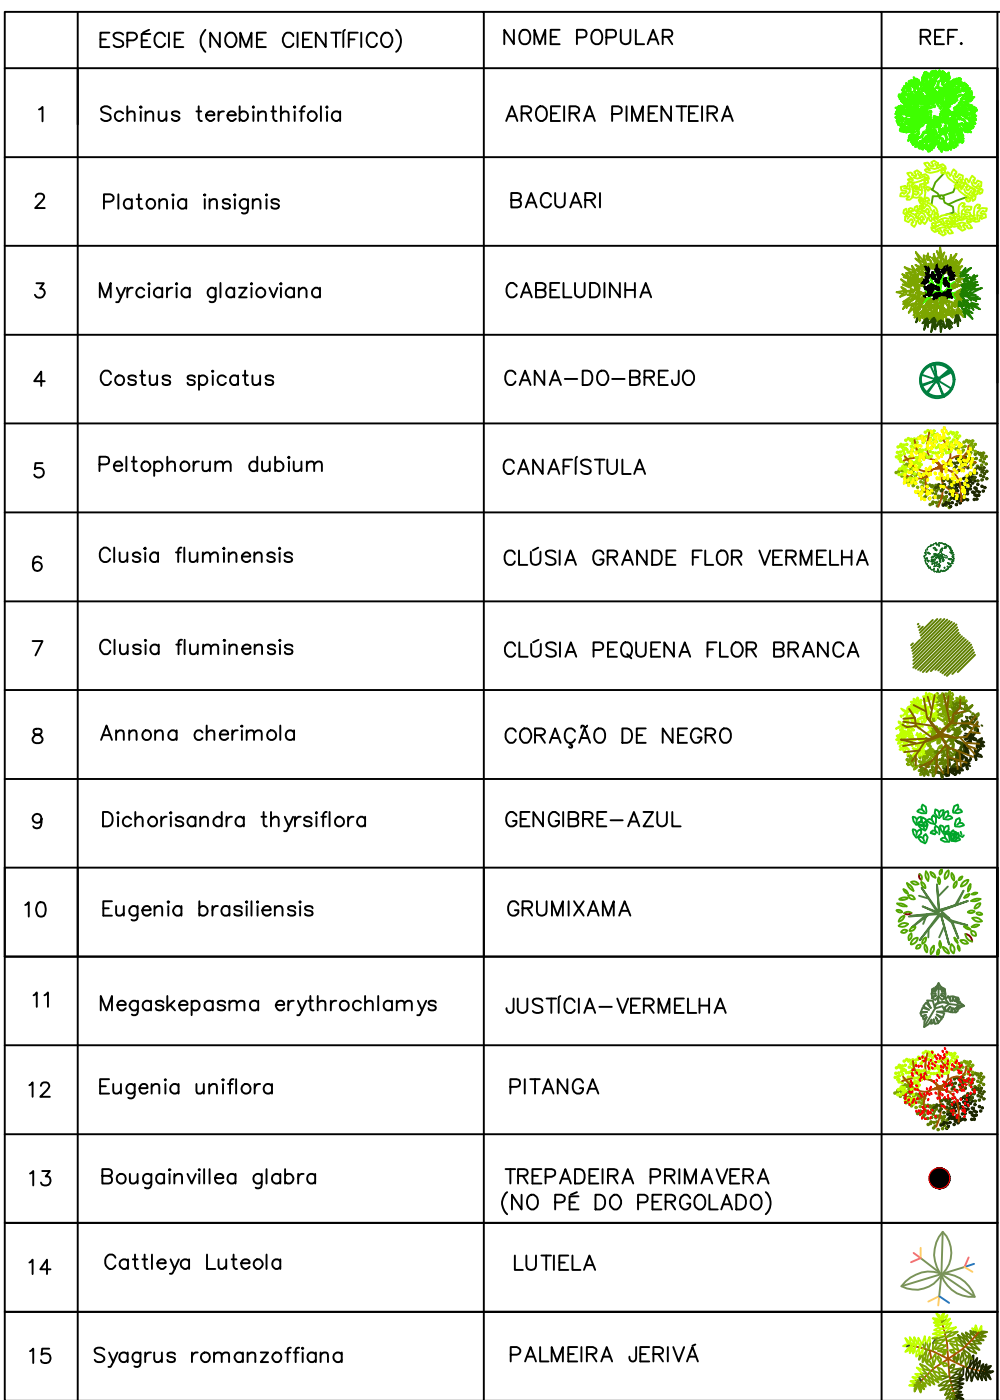 ESPÉCIE (NOME CIENTÍFICO) NOME POPULAR REF.
1 Schinus terebinthifolia AROEIRA PIMENTEIRA
2 Platonia insignis BACUARI
3 Myrciaria glazioviana CABELUDINHA
4 Costus spicatus CANA-DO-BREJO
5 Peltophorum dubium CANAFÍSTULA
6 Clusia fluminensis CLÚSIA GRANDE FLOR VERMELHA
7 Clusia fluminensis CLÚSIA PEQUENA FLOR BRANCA
8 Annona cherimola CORAÇÃO DE NEGRO
9 Dichorisandra thyrsiflora GENGIBRE-AZUL
10 Eugenia brasiliensis GRUMIXAMA
11 Megaskepasma erythrochlamys JUSTÍCIA-VERMELHA
12 Eugenia uniflora PITANGA
13 Bougainvillea glabra TREPADEIRA PRIMAVERA
(NO PÉ DO PERGOLADO)
14 Cattleya Luteola LUTIELA
15 Syagrus romanzoffiana PALMEIRA JERIVÁ